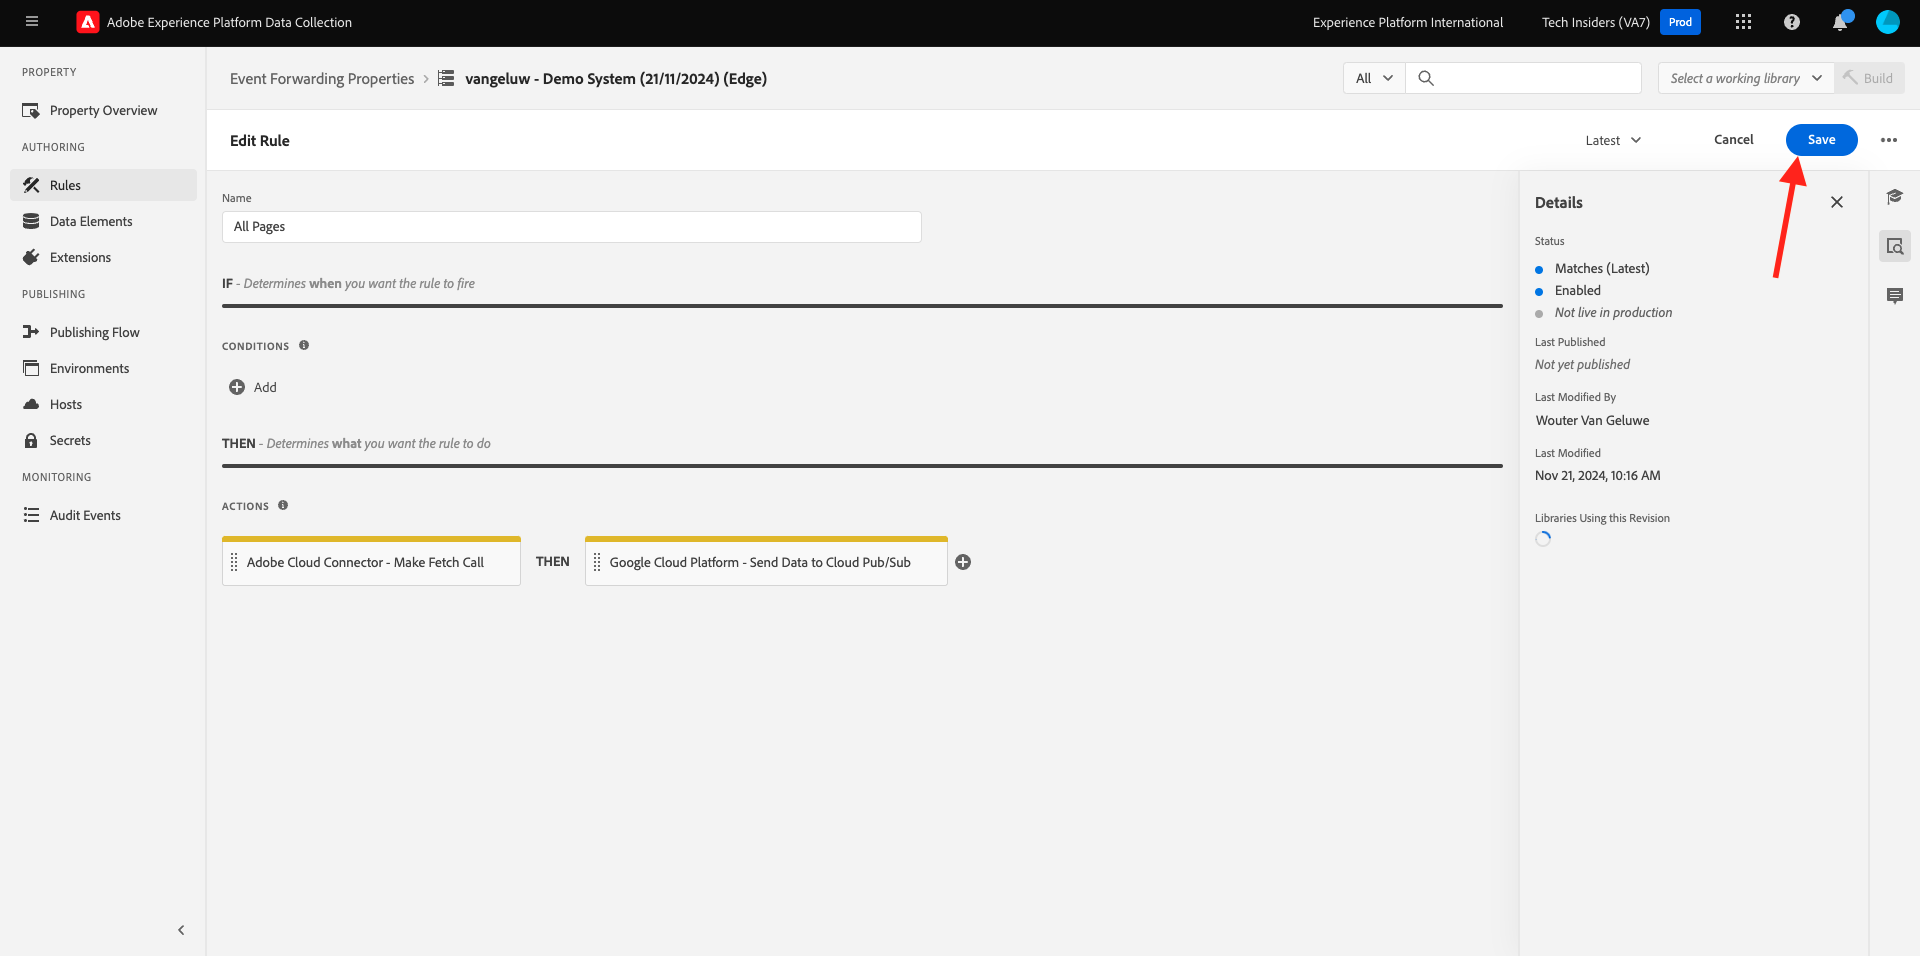 Adobe Experience Platform Data Collection
Experience Platform International
Tech Insiders (VA7)
Prod
PROPERTY
Property Overview
AUTHORING
Rules
Data Elements
Extensions
PUBLISHING
Publishing Flow
Environments
Hosts
Secrets
MONITORING
Audit Events
Event Forwarding Properties
vangeluw - Demo System (21/11/2024) (Edge)
All
Select a working library
Build
Edit Rule
Latest
Cancel
Save
Name
All Pages
IF - Determines when you want the rule to fire
CONDITIONS
Add
THEN - Determines what you want the rule to do
ACTIONS
Adobe Cloud Connector - Make Fetch Call
THEN
Google Cloud Platform - Send Data to Cloud Pub/Sub
Details
Status
Matches (Latest)
Enabled
Not live in production
Last Published
Not yet published
Last Modified By
Wouter Van Geluwe
Last Modified
Nov 21, 2024, 10:16 AM
Libraries Using this Revision